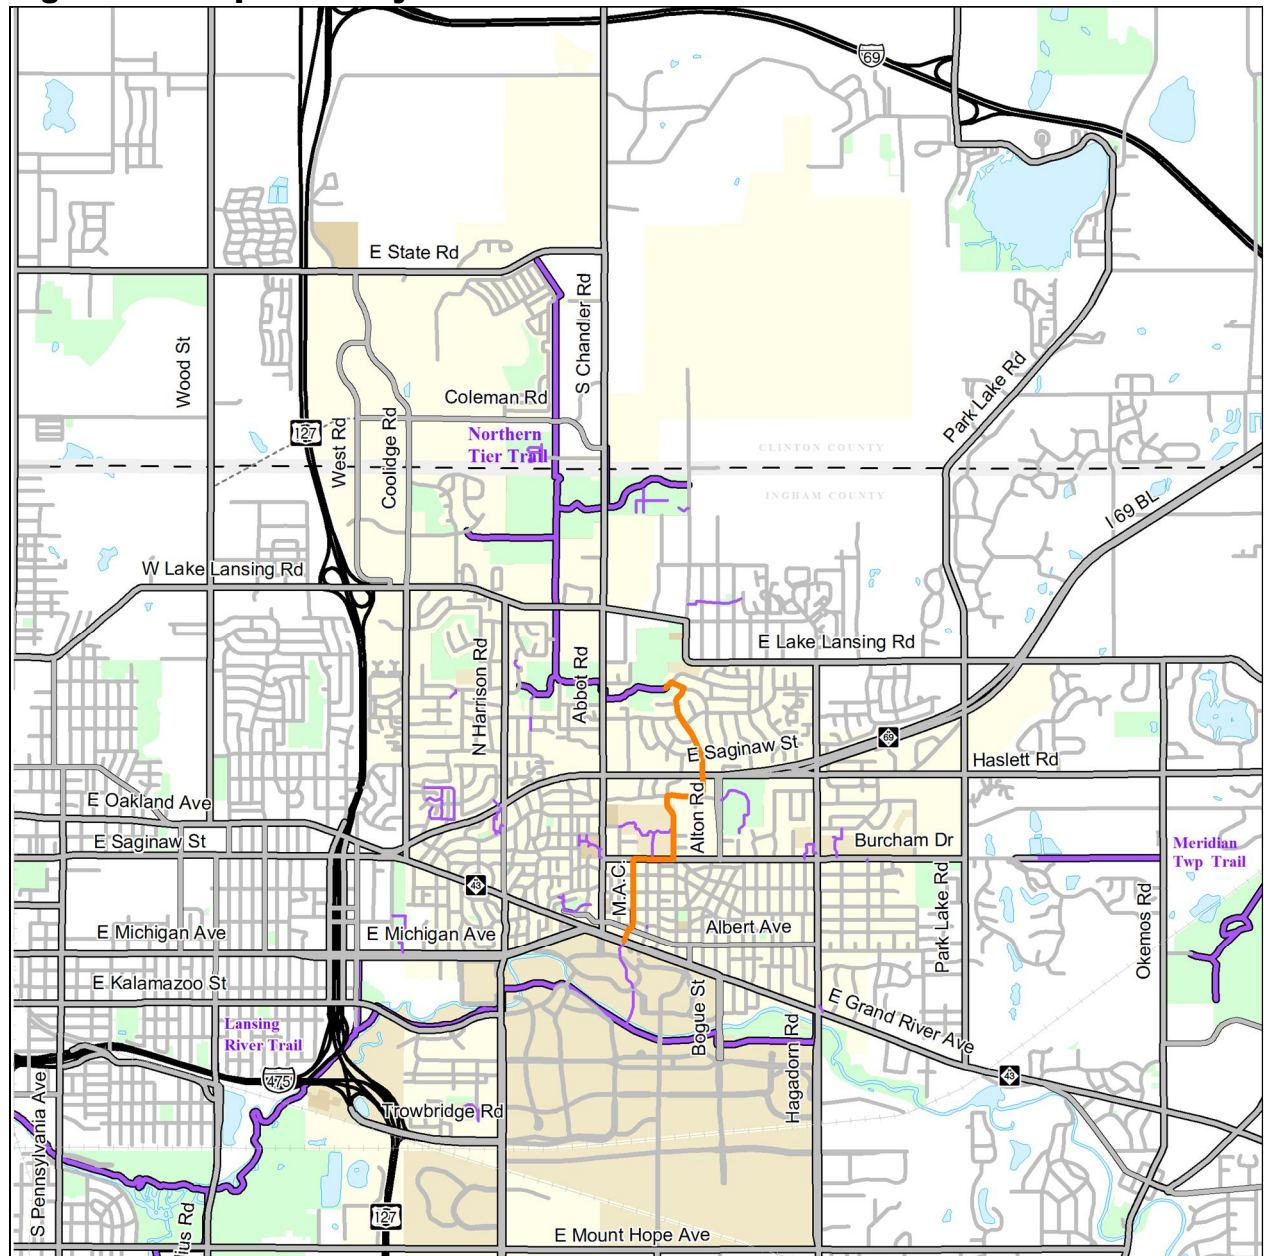 69
E State Rd
S Chandler Rd
Wood St
Park Lake Rd
Coleman Rd
127
West Rd
Coolidge Rd
Northern
Tier Trail
CLINTON COUNTY
INGHAM COUNTY
I 69 BL
W Lake Lansing Rd
E Lake Lansing Rd
N Harrison Rd
Abbot Rd
E Saginaw St
69
Haslett Rd
E Oakland Ave
Alton Rd
E Saginaw St
Burcham Dr
Meridian
Twp Trail
43
M.A.C.
Park Lake Rd
Okemos Rd
E Michigan Ave
E Michigan Ave
Albert Ave
E Kalamazoo St
Bogue St
E Grand River Ave
Lansing
River Trail
Hagadorn Rd
475
43
S Pennsylvania Ave
Trowbridge Rd
127
E Mount Hope Ave